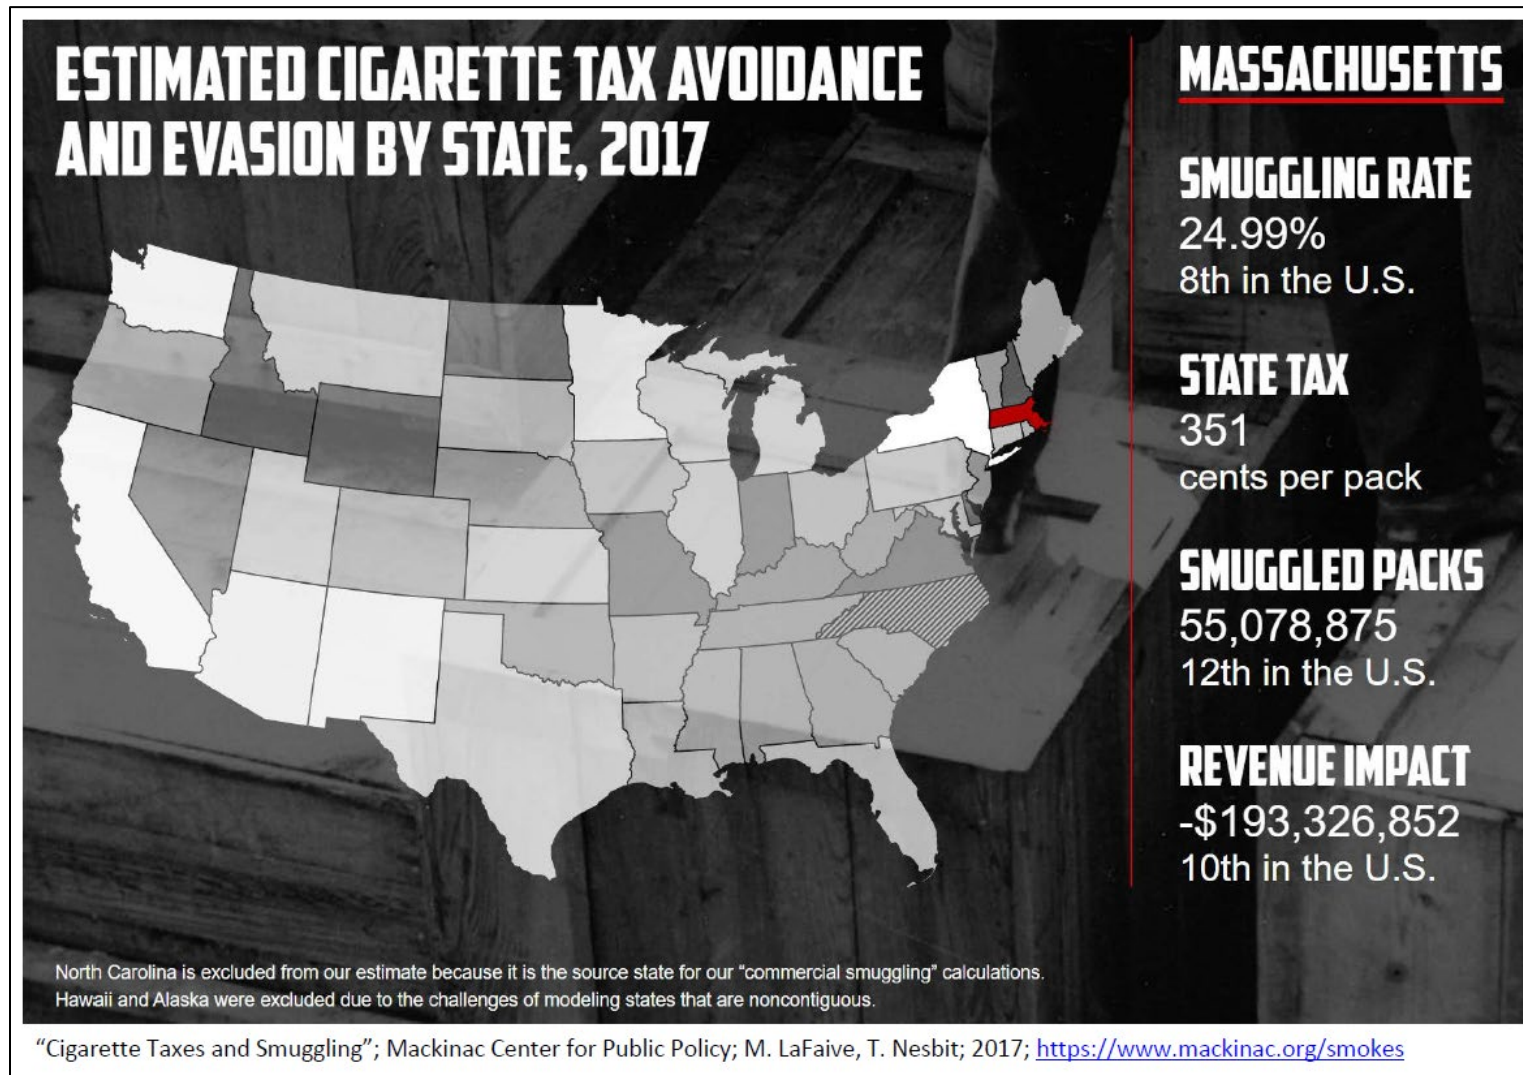 ESTIMATED CIGARETTE TAX AVOIDANCE
AND EVASION BY STATE, 2017
MASSACHUSETTS
SMUGGLING RATE
24.99%
8th in the U.S.
STATE TAX
351
cents per pack
SMUGGLED PACKS
55,078,875
12th in the U.S.
REVENUE IMPACT
-$193,326,852
10th in the U.S.
North Carolina is excluded from our estimate because it is the source state for our "commercial smuggling" calculations.
Hawaii and Alaska were excluded due to the challenges of modeling states that are noncontiguous.
"Cigarette Taxes and Smuggling"; Mackinac Center for Public Policy; M. LaFaive, T. Nesbit; 2017; https://www.mackinac.org/smokes